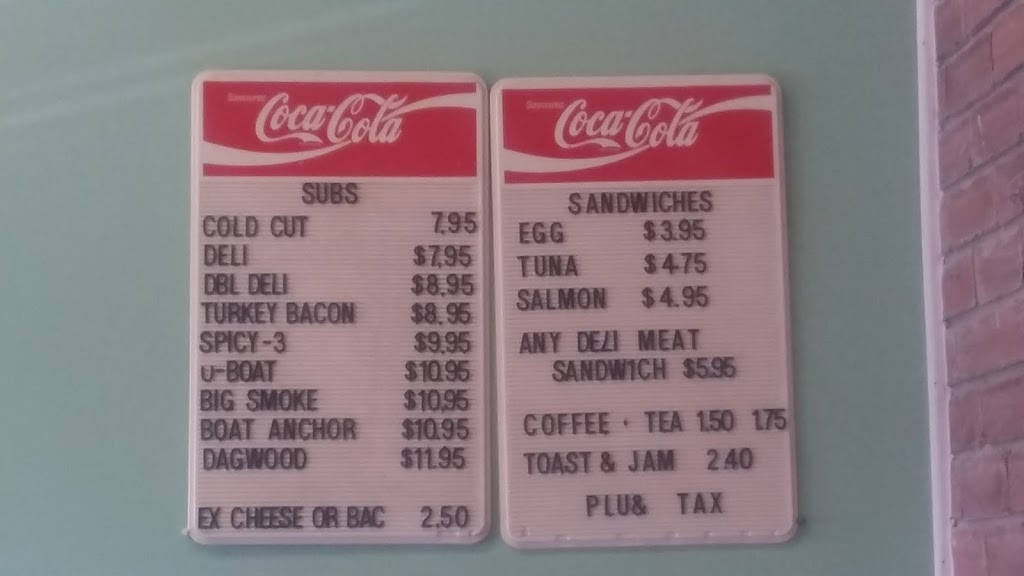 Coca-Cola
SUBS
COLD CUT 7.95
DELI $7.95
DBL DELI $8.95
TURKEY BACON $8.95
SPICY-3 $9.95
U-BOAT $10.95
BIG SMOKE $10.95
BOAT ANCHOR $10.95
DAGWOOD $11.95
EX CHEESE OR BAC 2.50
Coca-Cola
SANDWICHES
EGG $3.95
TUNA $4.75
SALMON $4.95
ANY DELI MEAT
SANDWICH $5.95
COFFEE · TEA 1.50 1.75
TOAST & JAM 2.40
PLU& TAX